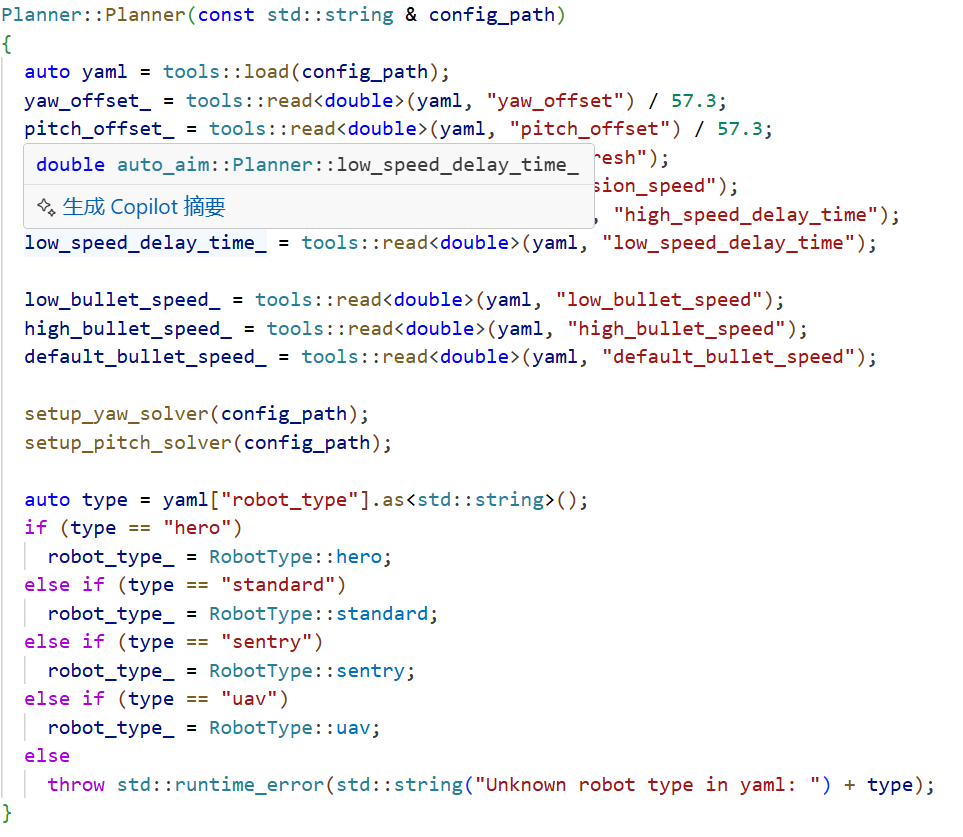 Planner::Planner(const std::string & config_path)
{
  auto yaml = tools::load(config_path);
  yaw_offset_ = tools::read<double>(yaml, "yaw_offset") / 57.3;
  pitch_offset_ = tools::read<double>(yaml, "pitch_offset") / 57.3;
resh");
double auto_aim::Planner::low_speed_delay_time_
sion_speed");
生成 Copilot 摘要
, "high_speed_delay_time");
  low_speed_delay_time_ = tools::read<double>(yaml, "low_speed_delay_time");

  low_bullet_speed_ = tools::read<double>(yaml, "low_bullet_speed");
  high_bullet_speed_ = tools::read<double>(yaml, "high_bullet_speed");
  default_bullet_speed_ = tools::read<double>(yaml, "default_bullet_speed");

  setup_yaw_solver(config_path);
  setup_pitch_solver(config_path);

  auto type = yaml["robot_type"].as<std::string>();
  if (type == "hero")
    robot_type_ = RobotType::hero;
  else if (type == "standard")
    robot_type_ = RobotType::standard;
  else if (type == "sentry")
    robot_type_ = RobotType::sentry;
  else if (type == "uav")
    robot_type_ = RobotType::uav;
  else
    throw std::runtime_error(std::string("Unknown robot type in yaml: ") + type);
}